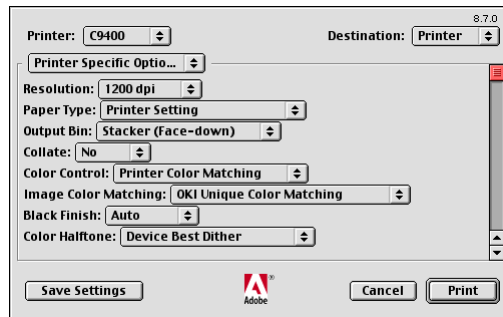 8.7.0
Printer: C9400 Destination: Printer
Printer Specific Optio...
Resolution: 1200 dpi
Paper Type: Printer Setting
Output Bin: Stacker (Face-down)
Collate: No
Color Control: Printer Color Matching
Image Color Matching: OKI Unique Color Matching
Black Finish: Auto
Color Halftone: Device Best Dither
Save Settings Adobe ® Cancel Print